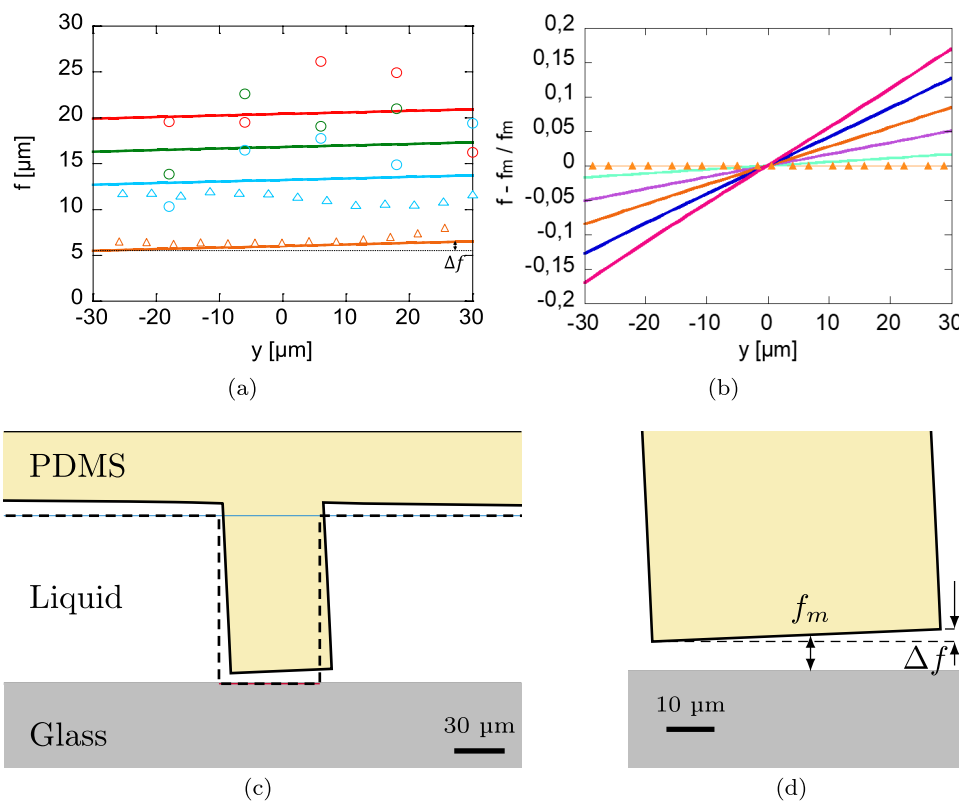 30
25
20
15
10
5
0
f [µm]
-30 -20 -10 0 10 20 30
y [µm]
Δf
(a)
0,2
0,15
0,1
0,05
0
-0,05
-0,1
-0,15
-0,2
f - fm / fm
-30 -20 -10 0 10 20 30
y [µm]
(b)
PDMS
Liquid
Glass
30 µm
(c)
fm
Δf
10 µm
(d)